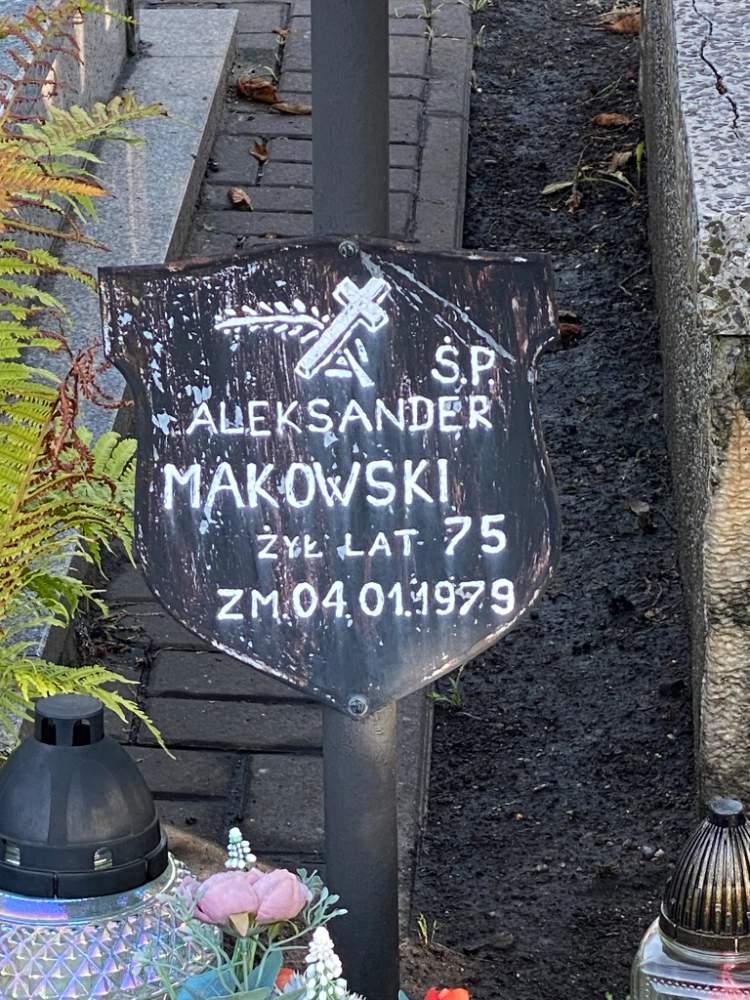 Ś.P.
ALEKSANDER
MAKOWSKI
ŻYŁ LAT 75
ZM.04.01.1979